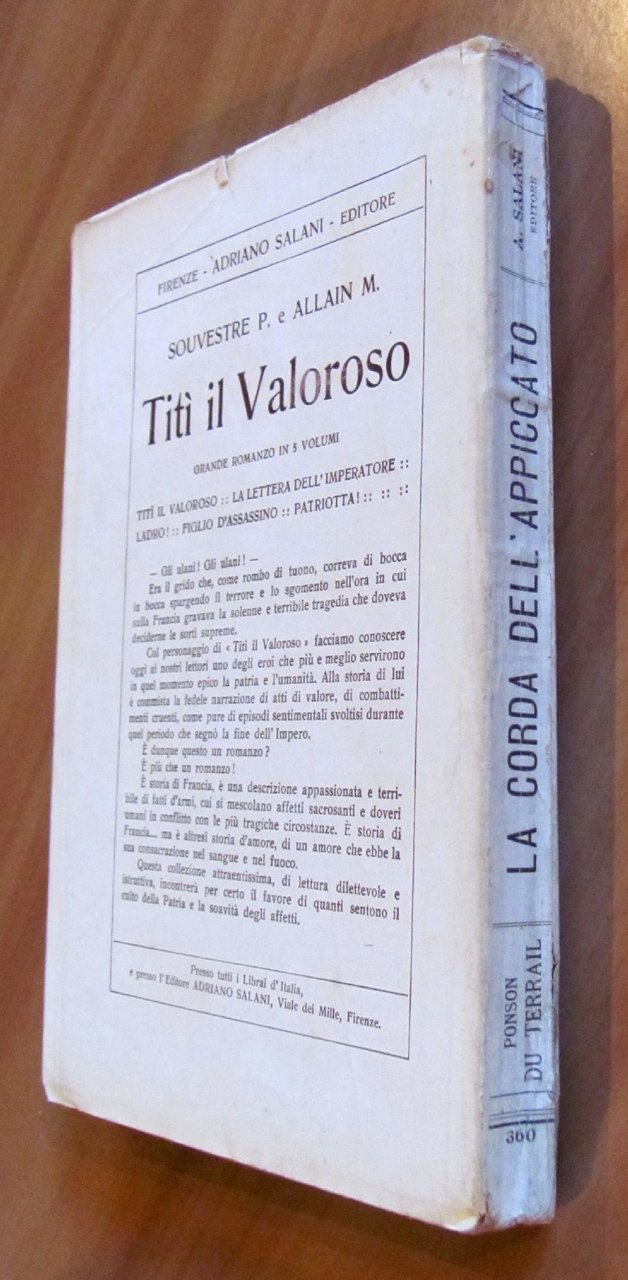 FIRENZE - ADRIANO SALANI - EDITORE
SOUVESTRE P. e ALLAIN M.
Titì il Valoroso
GRANDE ROMANZO IN 5 VOLUMI
TITÌ IL VALOROSO :: LA LETTERA DELL'IMPERATORE ::
LADRO! :: FIGLIO D'ASSASSINO :: PATRIOTTA! :: :: ::
— Gli ulani! Gli ulani! —
Era il grido che, come rombo di tuono, correva di bocca
in bocca spargendo il terrore e lo sgomento nell'ora in cui
sulla Francia gravava la solenne e terribile tragedia che doveva
deciderne le sorti supreme.
Col personaggio di « Titì il Valoroso » facciamo conoscere
oggi ai nostri lettori uno degli eroi che più e meglio servirono
in quel momento epico la patria e l'umanità. Alla storia di lui
è commista la fedele narrazione di atti di valore, di combatti-
menti cruenti, come pure di episodi sentimentali svoltisi durante
quel periodo che segnò la fine dell'Impero.
È dunque questo un romanzo?
È più che un romanzo!
È storia di Francia, è una descrizione appassionata e terri-
bile di fatti d'armi, cui si mescolano affetti sacrosanti e doveri
umani in conflitto con le più tragiche circostanze. È storia di
Francia.... ma è altresì storia d'amore, di un amore che ebbe la
sua consacrazione nel sangue e nel fuoco.
Questa collezione attraentissima, di lettura dilettevole e
istruttiva, incontrerà per certo il favore di quanti sentono il
culto della Patria e la soavità degli affetti.
Presso tutti i Librai d'Italia,
e presso l'Editore ADRIANO SALANI, Viale dei Mille, Firenze.
A. SALANI
EDITORE
LA CORDA DELL'APPICCATO
PONSON
DU TERRAIL
360